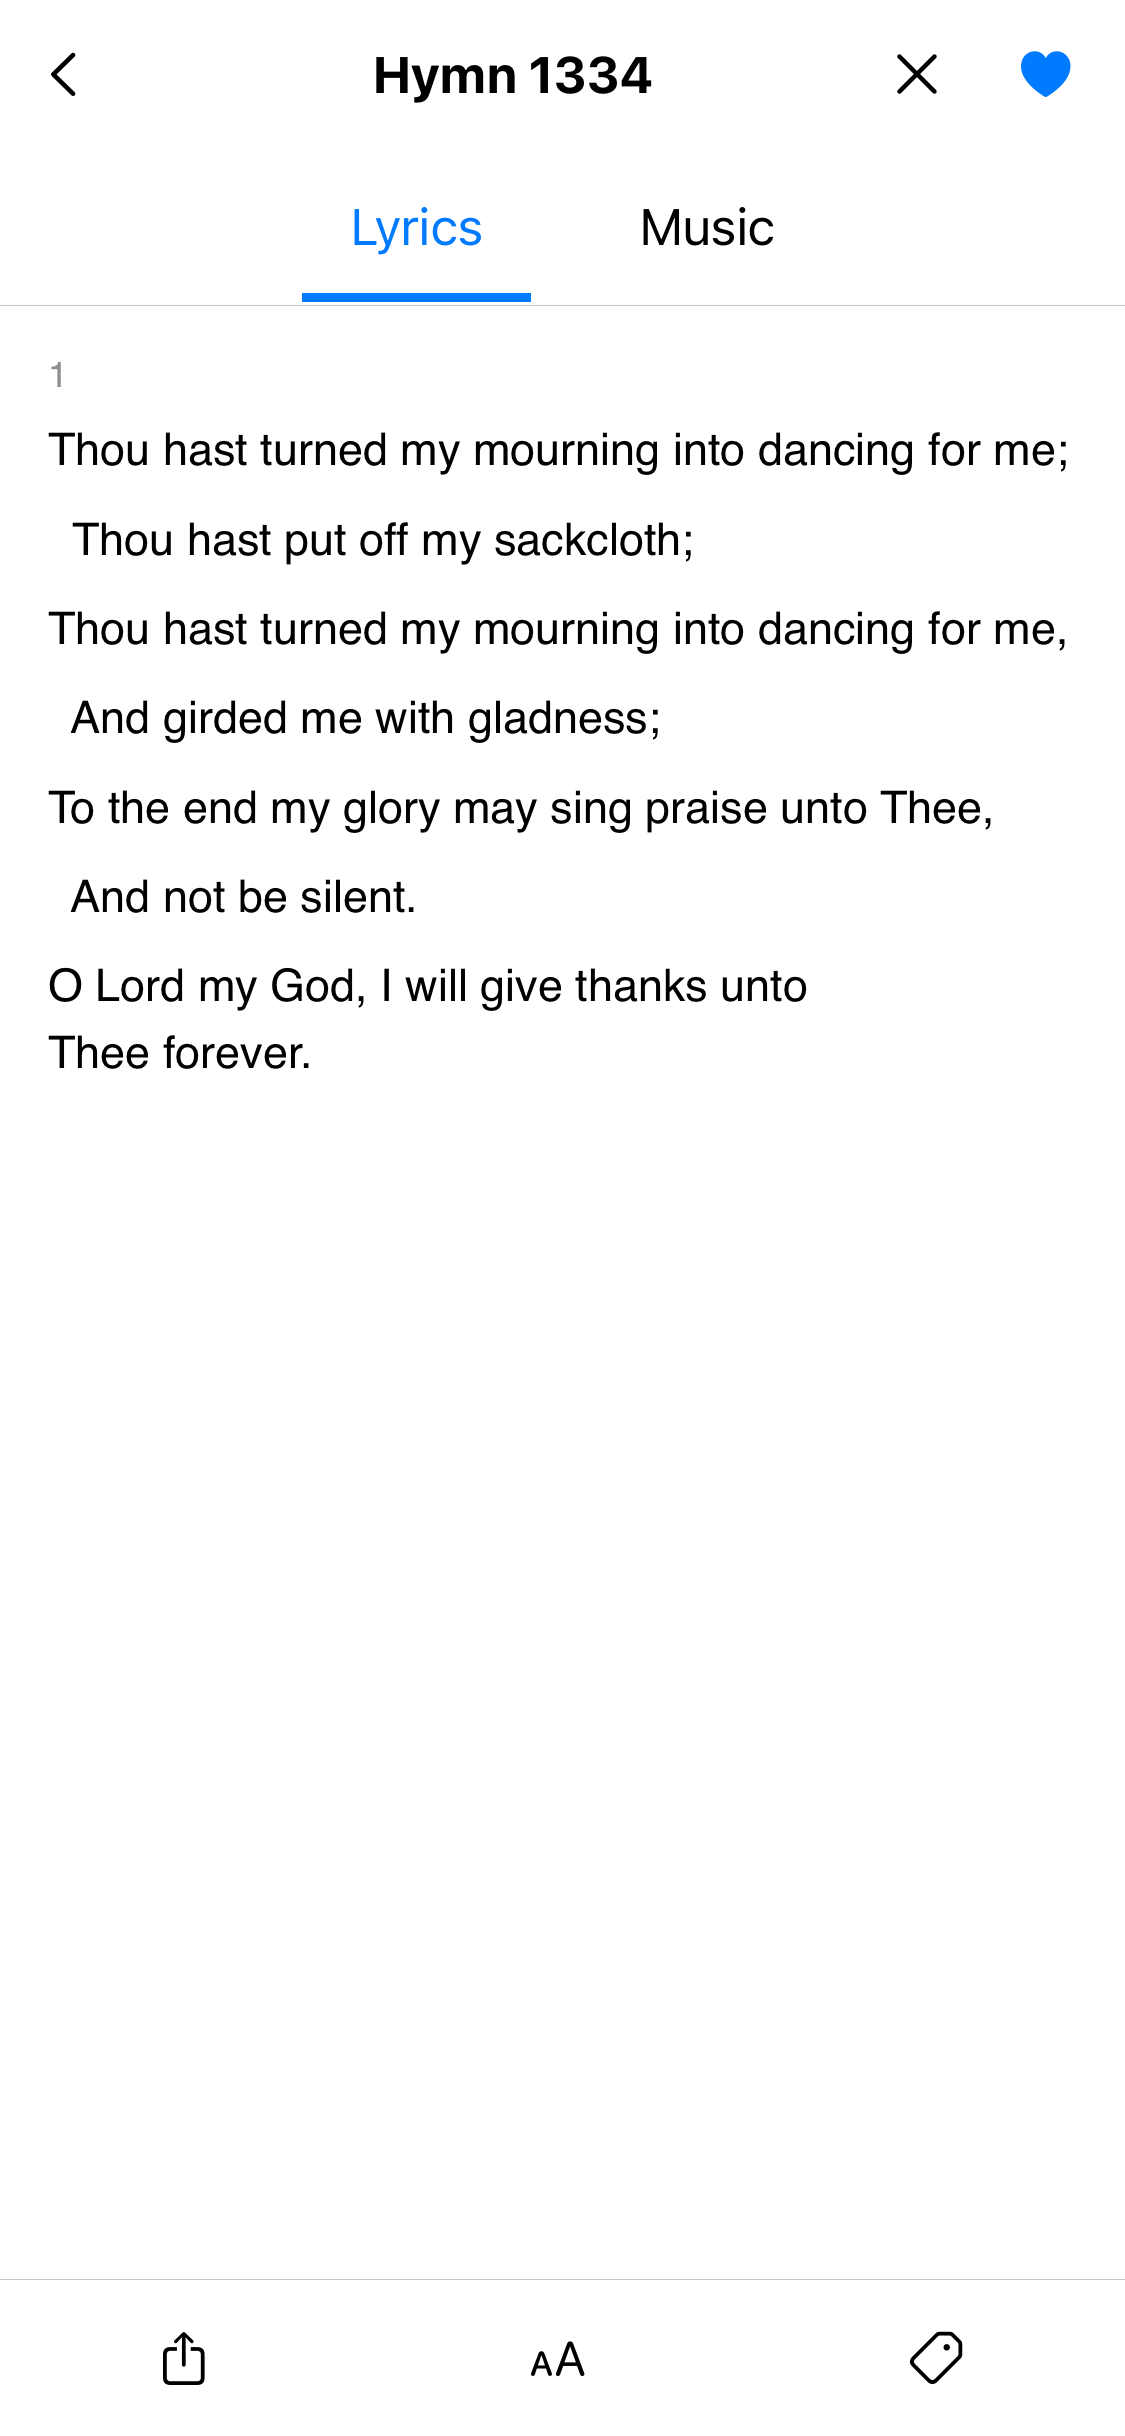 Hymn 1334
Lyrics Music
1
Thou hast turned my mourning into dancing for me;
Thou hast put off my sackcloth;
Thou hast turned my mourning into dancing for me,
And girded me with gladness;
To the end my glory may sing praise unto Thee,
And not be silent.
O Lord my God, I will give thanks unto
Thee forever.
AA